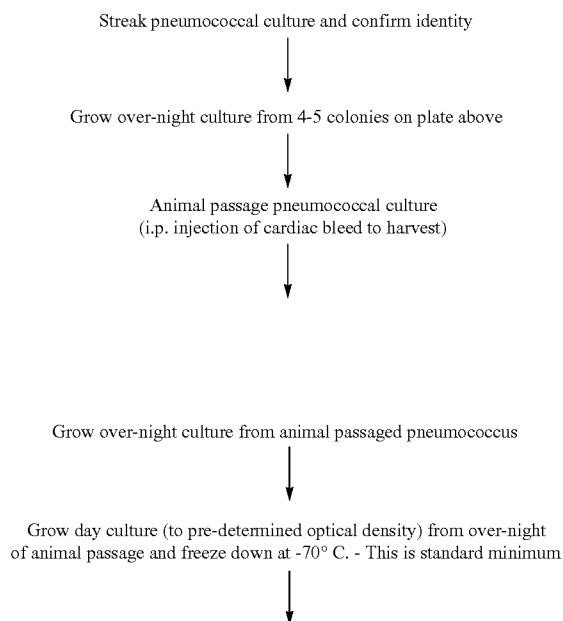 Streak pneumococcal culture and confirm identity
Grow over-night culture from 4-5 colonies on plate above
Animal passage pneumococcal culture
(i.p. injection of cardiac bleed to harvest)
Grow over-night culture from animal passaged pneumococcus
Grow day culture (to pre-determined optical density) from over-night
of animal passage and freeze down at -70° C. - This is standard minimum